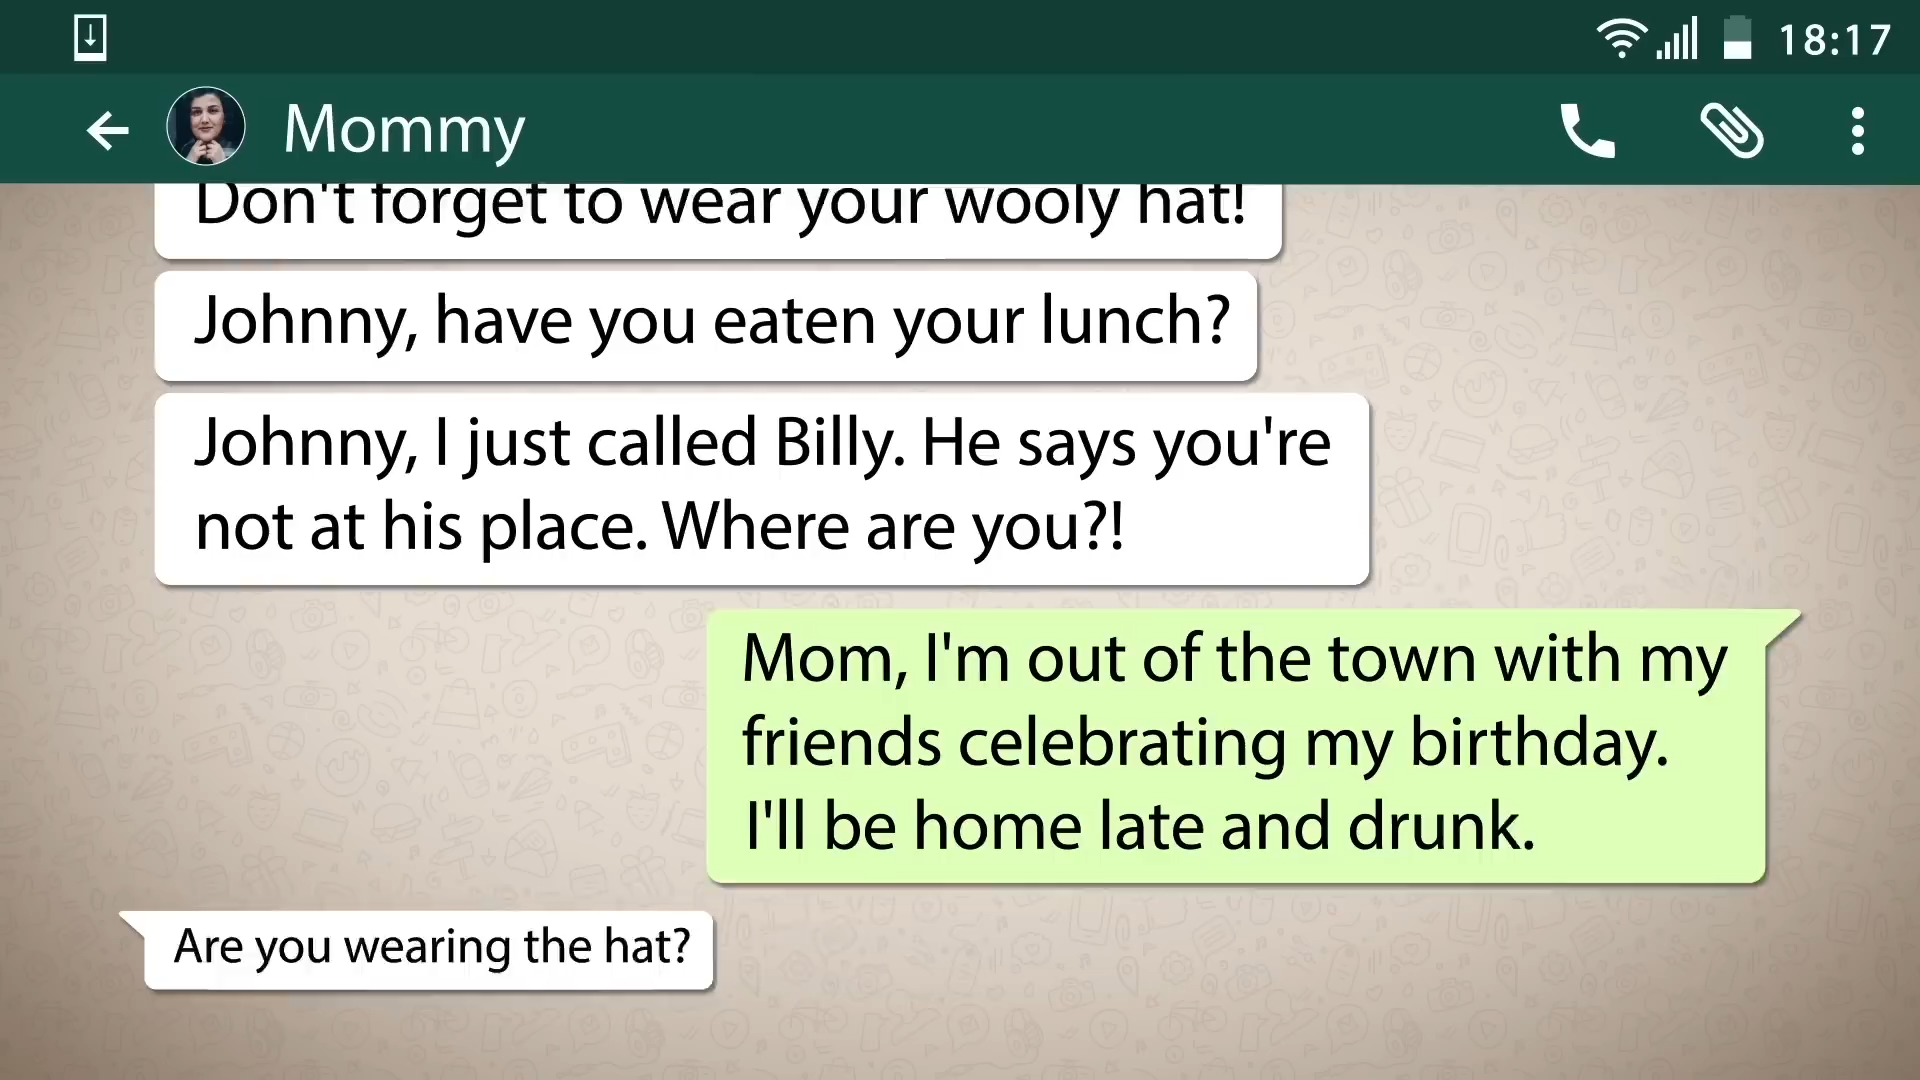 18:17
Mommy
Don't forget to wear your wooly hat!
Johnny, have you eaten your lunch?
Johnny, I just called Billy. He says you're
not at his place. Where are you?!
Mom, I'm out of the town with my
friends celebrating my birthday.
I'll be home late and drunk.
Are you wearing the hat?